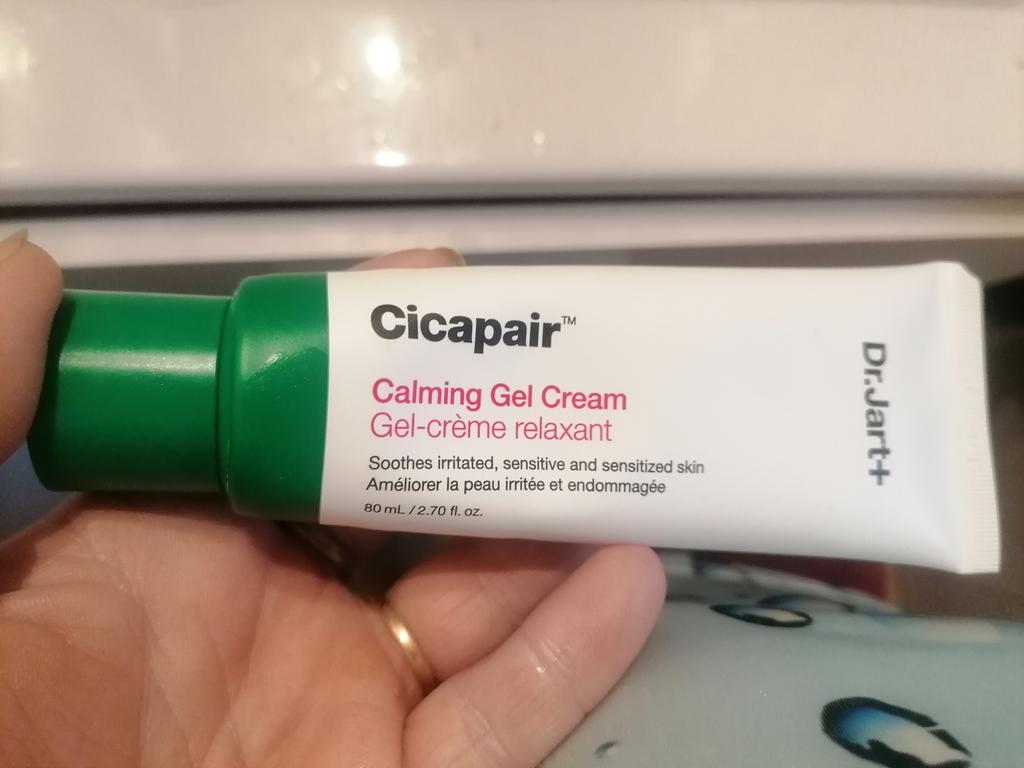 Cicapair™
Calming Gel Cream
Gel-crème relaxant
Soothes irritated, sensitive and sensitized skin
Améliorer la peau irritée et endommagée
80 mL / 2.70 fl. oz.
Dr.Jart+